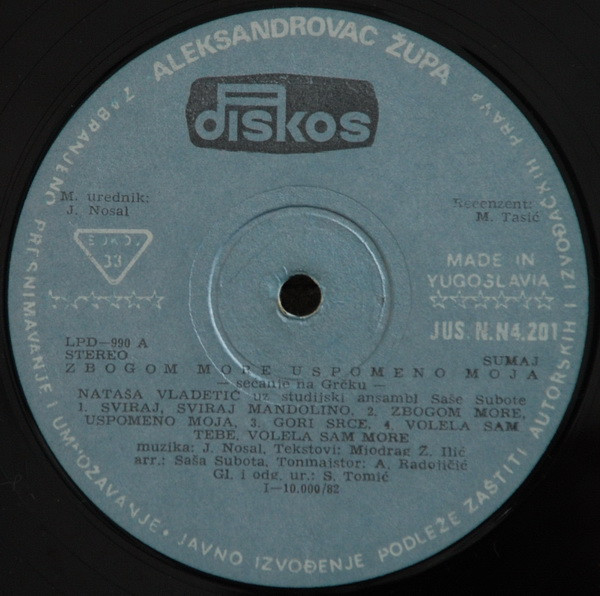 ALEKSANDROVAC ŽUPA
diskos
M. urednik:
J. Nosal
Recenzent:
M. Tasić
33
MADE IN
YUGOSLAVIA
JUS. N.N4.201
LPD—990 A
STEREO
SUMAJ
ZBOGOM MORE USPOMENO MOJA
— sećanje na Grčku —
NATAŠA VLADETIĆ uz studijski ansambl Saše Subote
1. SVIRAJ, SVIRAJ MANDOLINO, 2. ZBOGOM MORE,
USPOMENO MOJA, 3. GORI SRCE, 4. VOLELA SAM
TEBE, VOLELA SAM MORE
muzika: J. Nosal, Tekstovi: Miodrag Z. Ilić
arr.: Saša Subota, Tonmajstor: A. Radojičić
Gl. i odg. ur.: S. Tomić
I—10.000/82
PRESNIMAVANJE I UMNOŽAVANJE. JAVNO IZVOĐENJE PODLEŽE ZAŠTITI AUTORSKIH I IZVOĐAČKIH PRAVA